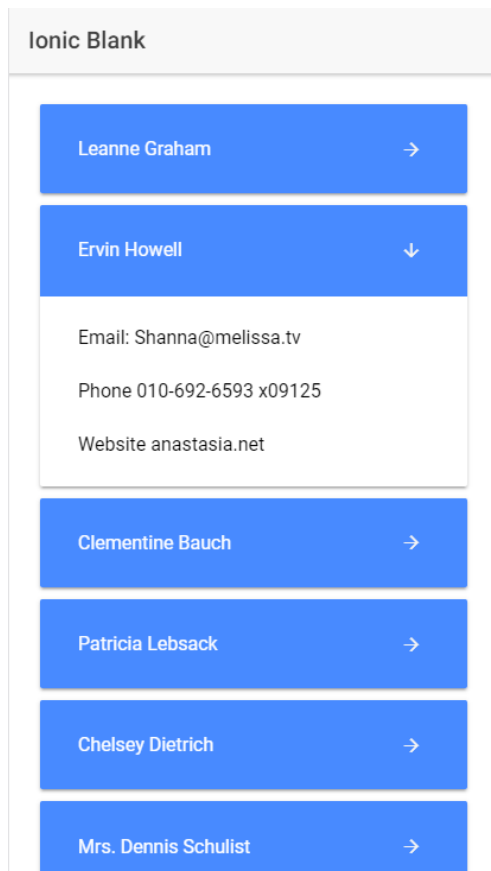 Ionic Blank
Leanne Graham
Ervin Howell
Email: Shanna@melissa.tv
Phone 010-692-6593 x09125
Website anastasia.net
Clementine Bauch
Patricia Lebsack
Chelsey Dietrich
Mrs. Dennis Schulist